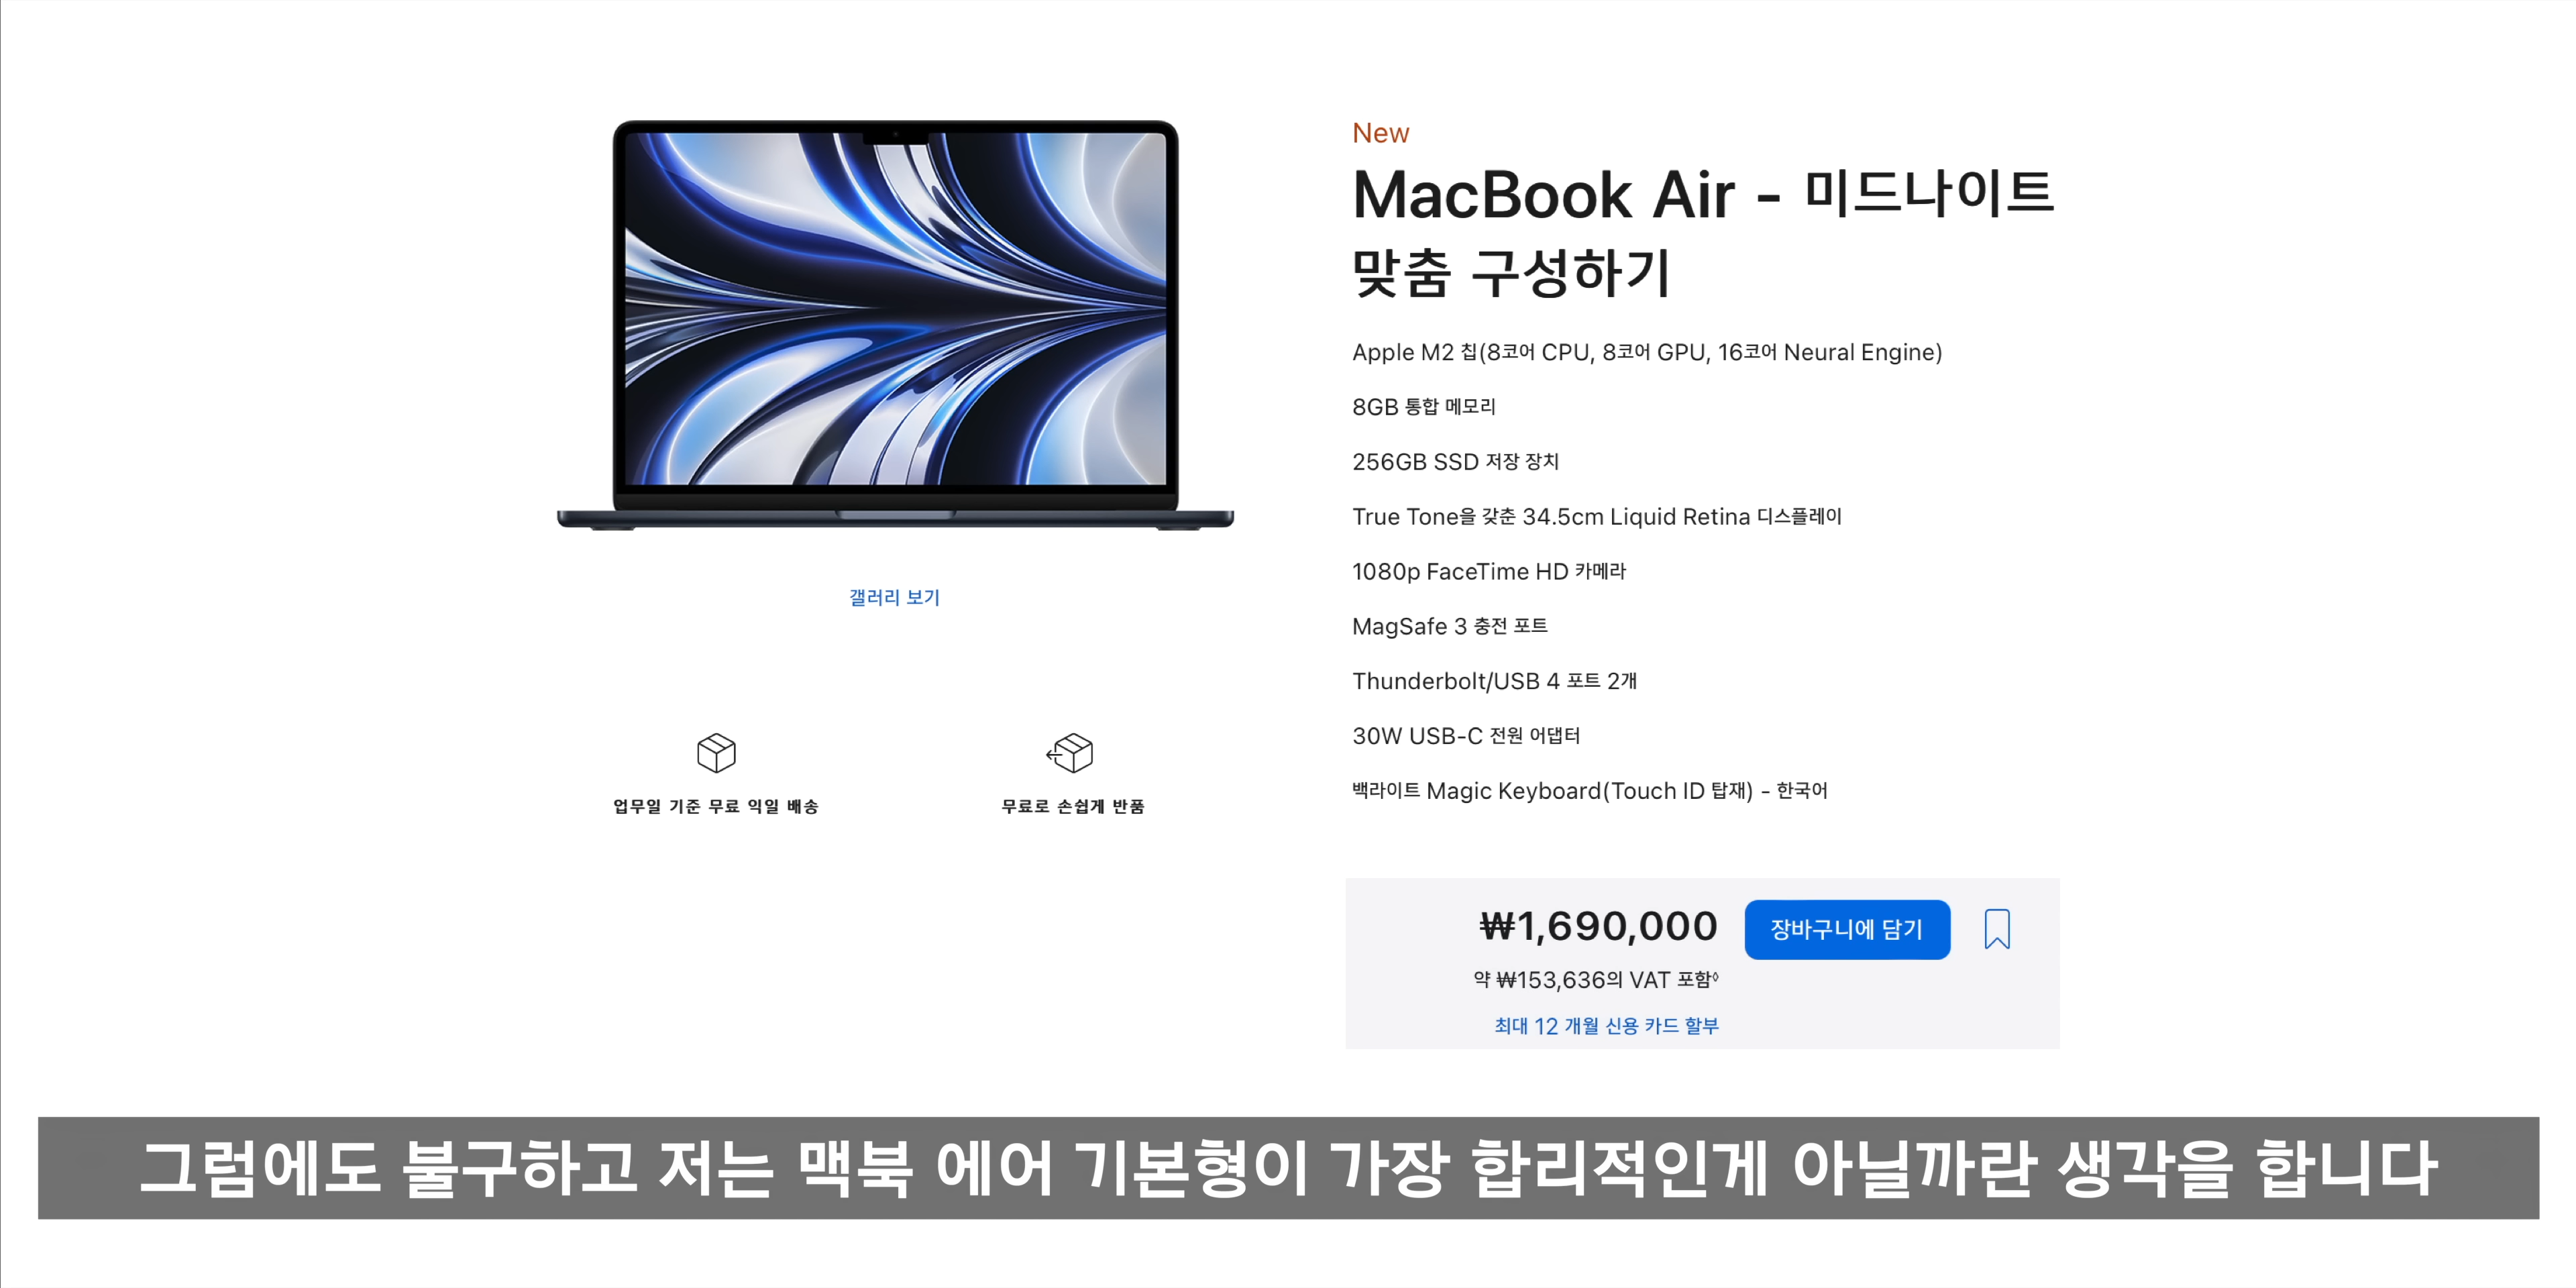 New
MacBook Air - 미드나이트
맞춤 구성하기
Apple M2 칩(8코어 CPU, 8코어 GPU, 16코어 Neural Engine)
8GB 통합 메모리
256GB SSD 저장 장치
True Tone을 갖춘 34.5cm Liquid Retina 디스플레이
1080p FaceTime HD 카메라
MagSafe 3 충전 포트
Thunderbolt/USB 4 포트 2개
30W USB-C 전원 어댑터
백라이트 Magic Keyboard(Touch ID 탑재) - 한국어
갤러리 보기
업무일 기준 무료 익일 배송
무료로 손쉽게 반품
₩1,690,000
장바구니에 담기
약 ₩153,636의 VAT 포함◊
최대 12 개월 신용 카드 할부
그럼에도 불구하고 저는 맥북 에어 기본형이 가장 합리적인게 아닐까란 생각을 합니다